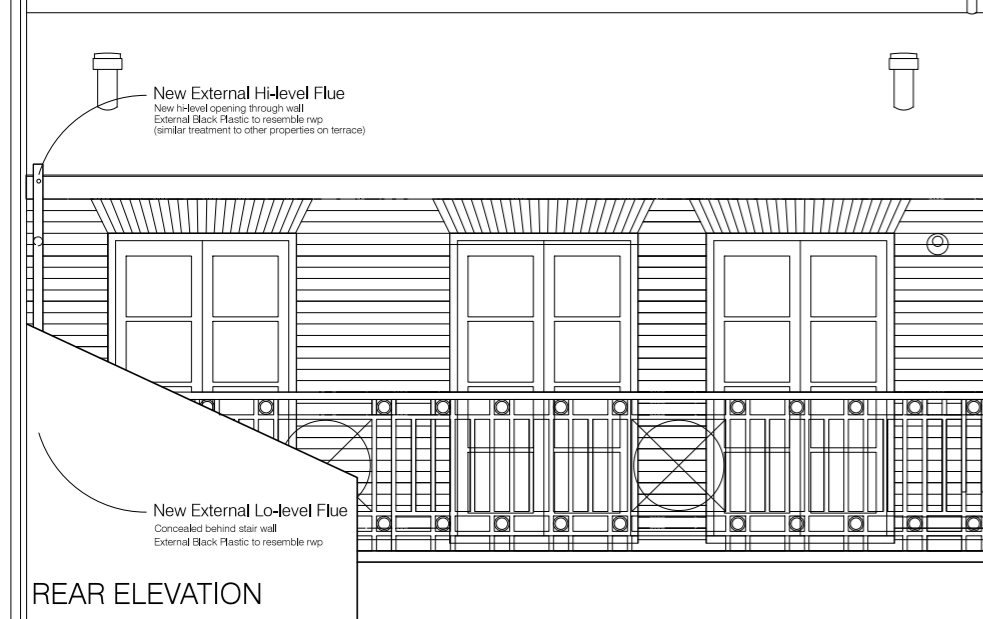 New External Hi-level Flue
New hi-level opening through wall
External Black Plastic to resemble rwp
(similar treatment to other properties on terrace)
New External Lo-level Flue
Concealed behind stair wall
External Black Plastic to resemble rwp
REAR ELEVATION